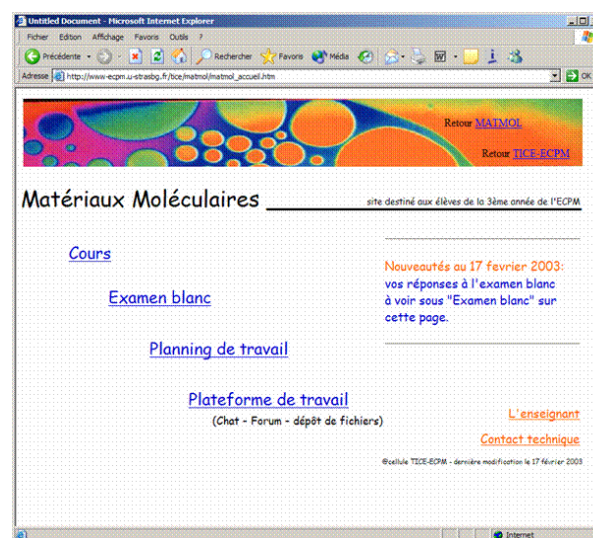 Untitled Document - Microsoft Internet Explorer
Fichier Edition Affichage Favoris Outils ?
Précédente Rechercher Favoris Média
Adresse http://www-ecpm.u-strasbg.fr/tice/matmol/matmol_accueil.htm OK
Retour MATMOL
Retour TICE-ECPM
Matériaux Moléculaires
site destiné aux élèves de la 3ème année de l'ECPM
Cours
Examen blanc
Planning de travail
Plateforme de travail
(Chat - Forum - dépôt de fichiers)
Nouveautés au 17 fevrier 2003:
vos réponses à l'examen blanc
à voir sous "Examen blanc" sur
cette page.
L'enseignant
Contact technique
@cellule TICE-ECPM - dernière modification le 17 février 2003
Internet